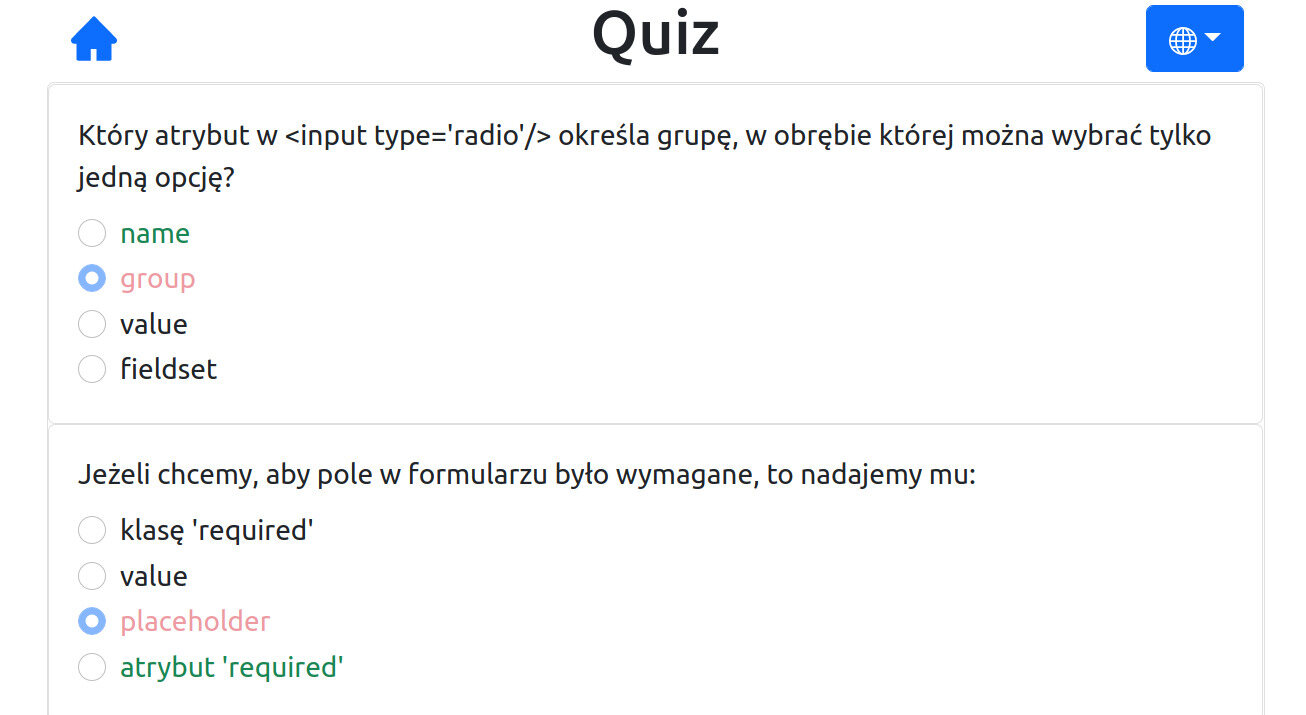 Quiz
Który atrybut w <input type='radio'/> określa grupę, w obrębie której można wybrać tylko
jedną opcję?
name
group
value
fieldset
Jeżeli chcemy, aby pole w formularzu było wymagane, to nadajemy mu:
klasę 'required'
value
placeholder
atrybut 'required'